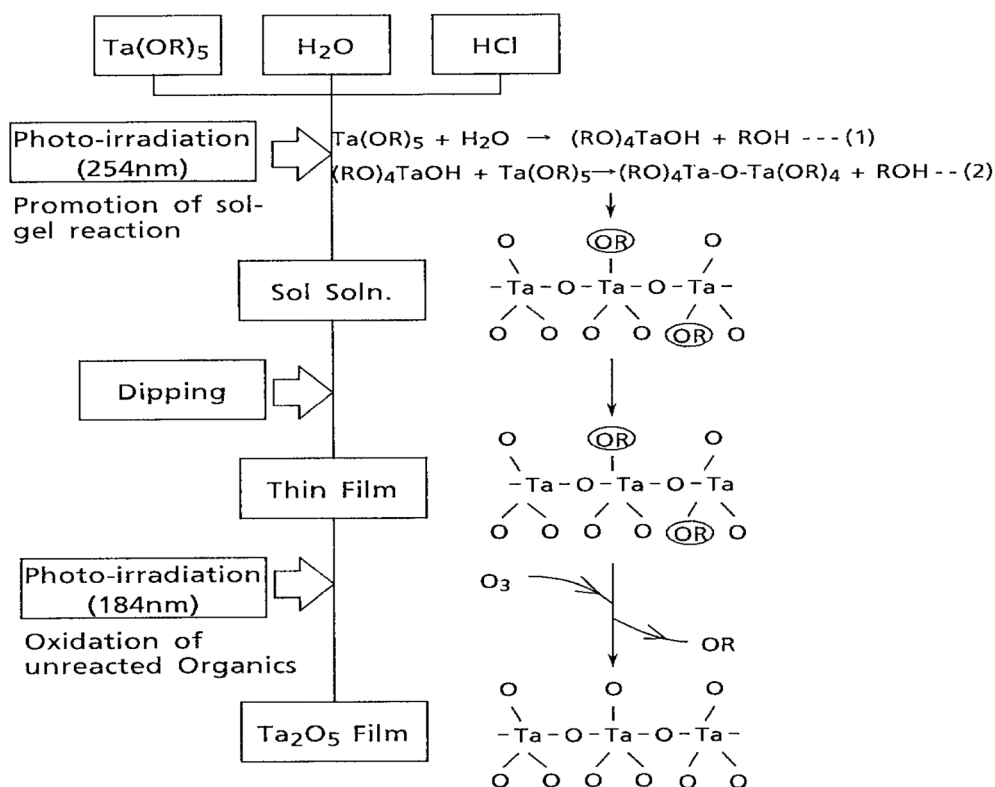 Ta(OR)5 H2O HCl
Photo-irradiation
(254nm)
Promotion of sol-
gel reaction
Ta(OR)5 + H2O → (RO)4TaOH + ROH --- (1)
(RO)4TaOH + Ta(OR)5→(RO)4Ta-O-Ta(OR)4 + ROH -- (2)
O OR O
-Ta-O-Ta-O-Ta-
O O O O OR O
Sol Soln.
Dipping
O OR O
-Ta-O-Ta-O-Ta
O O O O OR O
Thin Film
Photo-irradiation
(184nm)
Oxidation of
unreacted Organics
O3
OR
Ta2O5 Film
O O O
-Ta-O-Ta-O-Ta-
O O O O O O